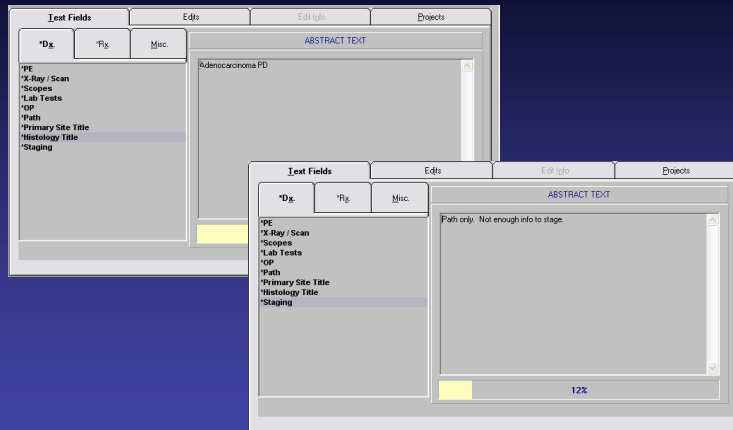 Text Fields Edits Edit Info Projects
*Dx. *Rx Misc.
ABSTRACT TEXT
*PE
*X-Ray / Scan
*Scopes
*Lab Tests
*OP
*Path
*Primary Site Title
*Histology Title
*Staging
Adenocarcinoma PD
Text Fields Edits Edit Info Projects
*Dx. *Rx. Misc.
ABSTRACT TEXT
*PE
*X-Ray / Scan
*Scopes
*Lab Tests
*OP
*Path
*Primary Site Title
*Histology Title
*Staging
Path only. Not enough info to stage.
12%